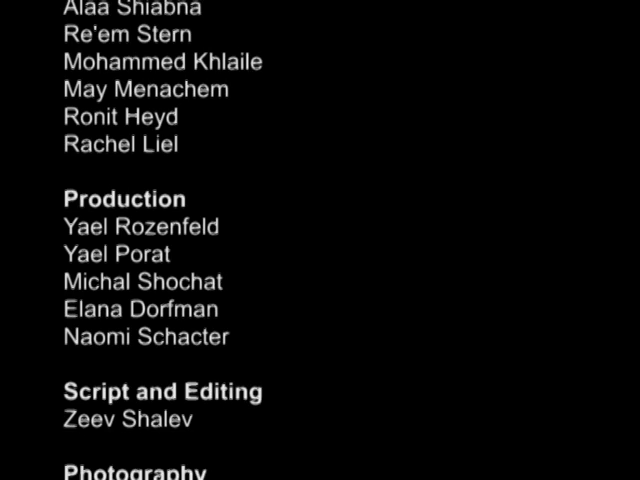 Alaa Shiabna
Re'em Stern
Mohammed Khlaile
May Menachem
Ronit Heyd
Rachel Liel
Production
Yael Rozenfeld
Yael Porat
Michal Shochat
Elana Dorfman
Naomi Schacter
Script and Editing
Zeev Shalev
Photography